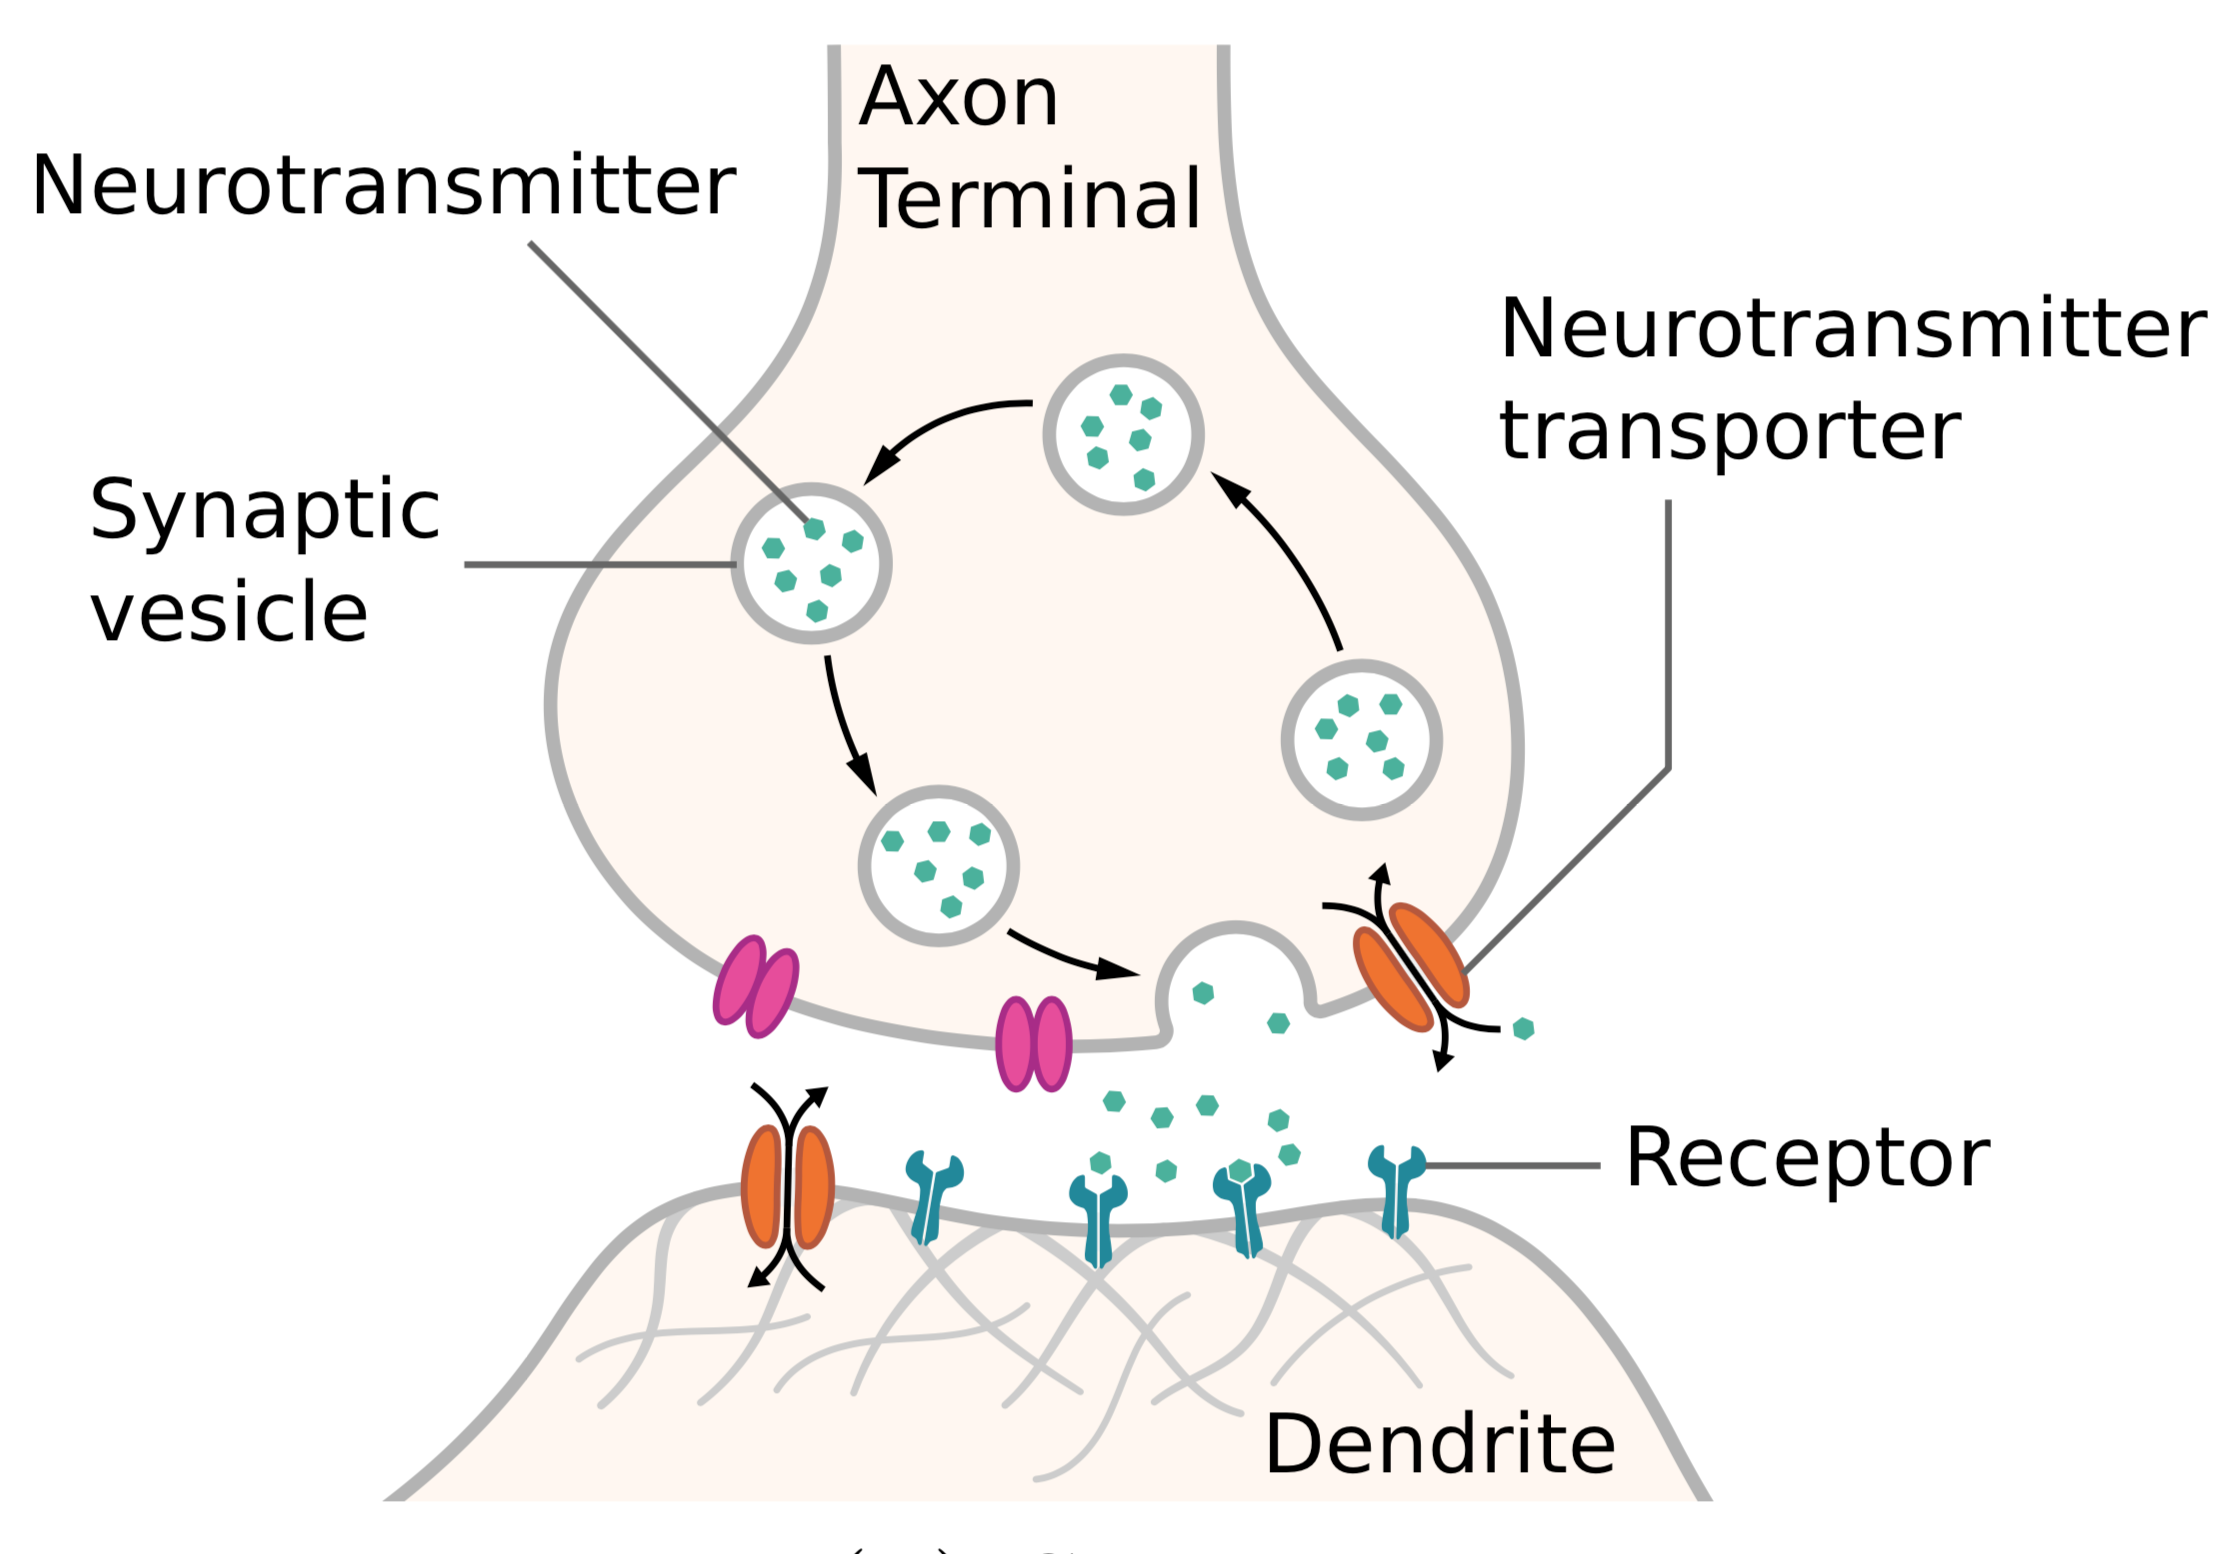 Axon
Terminal
Neurotransmitter
Neurotransmitter
transporter
Synaptic
vesicle
Receptor
Dendrite